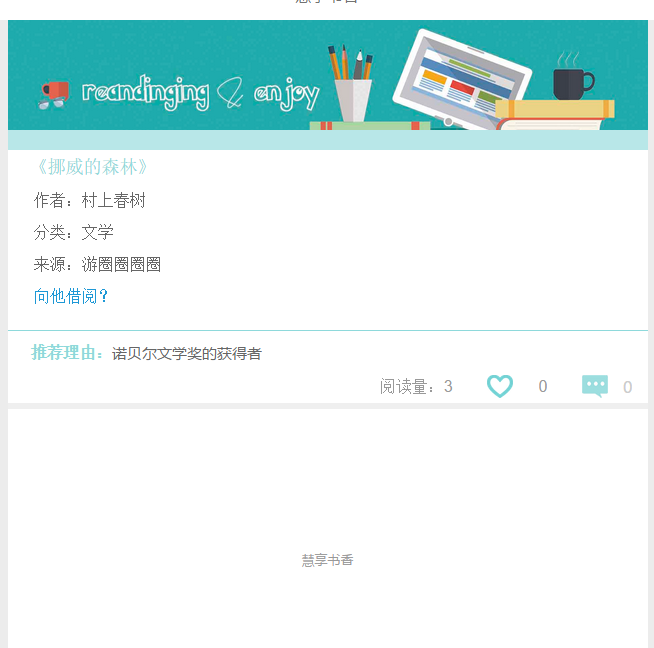 reandinging & enjoy
《挪威的森林》
作者：村上春树
分类：文学
来源：游圈圈圈圈
向他借阅？
推荐理由：诺贝尔文学奖的获得者
阅读量：3 0 0
慧享书香